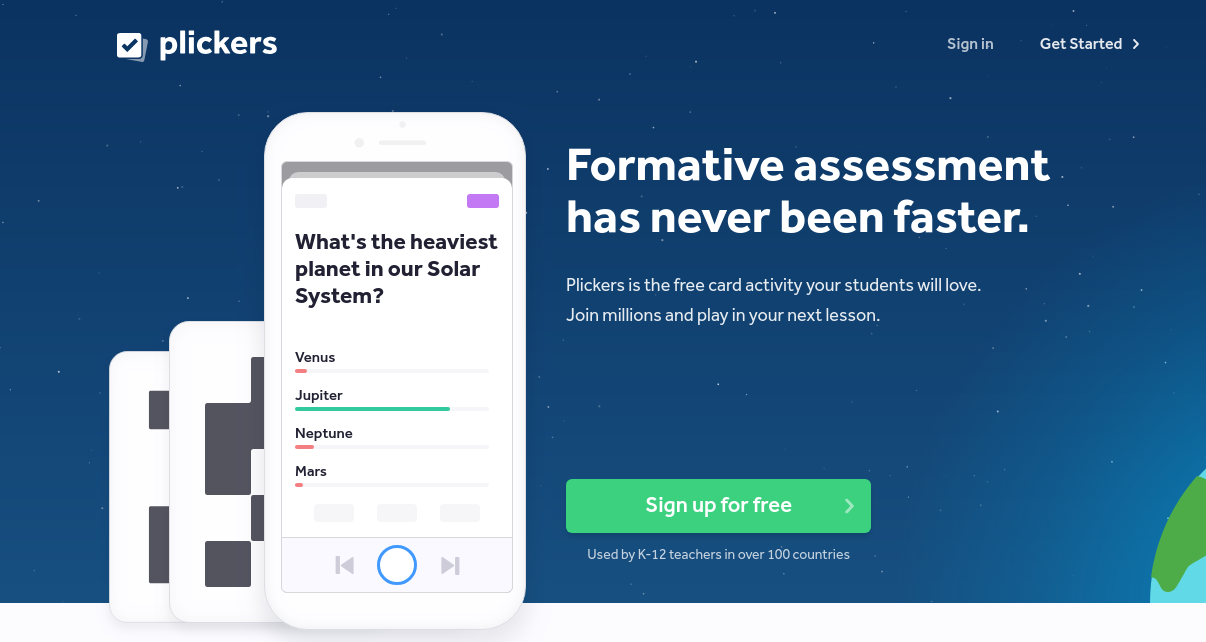 plickers
Sign in
Get Started
Formative assessment
has never been faster.
Plickers is the free card activity your students will love.
Join millions and play in your next lesson.
Sign up for free
Used by K-12 teachers in over 100 countries
What's the heaviest
planet in our Solar
System?
Venus
Jupiter
Neptune
Mars